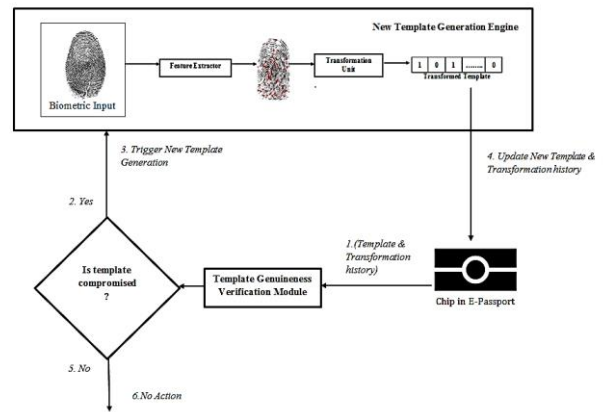 New Template Generation Engine
Biometric Input
Feature Extractor
Transformation
Unit
1 0 1 ........ 0
Transformed Template
3. Trigger New Template
Generation
4. Update New Template &
Transformation history
2. Yes
Is template
compromised
?
Template Genuineness
Verification Module
1.(Template &
Transformation
history)
Chip in E-Passport
5. No
6.No Action